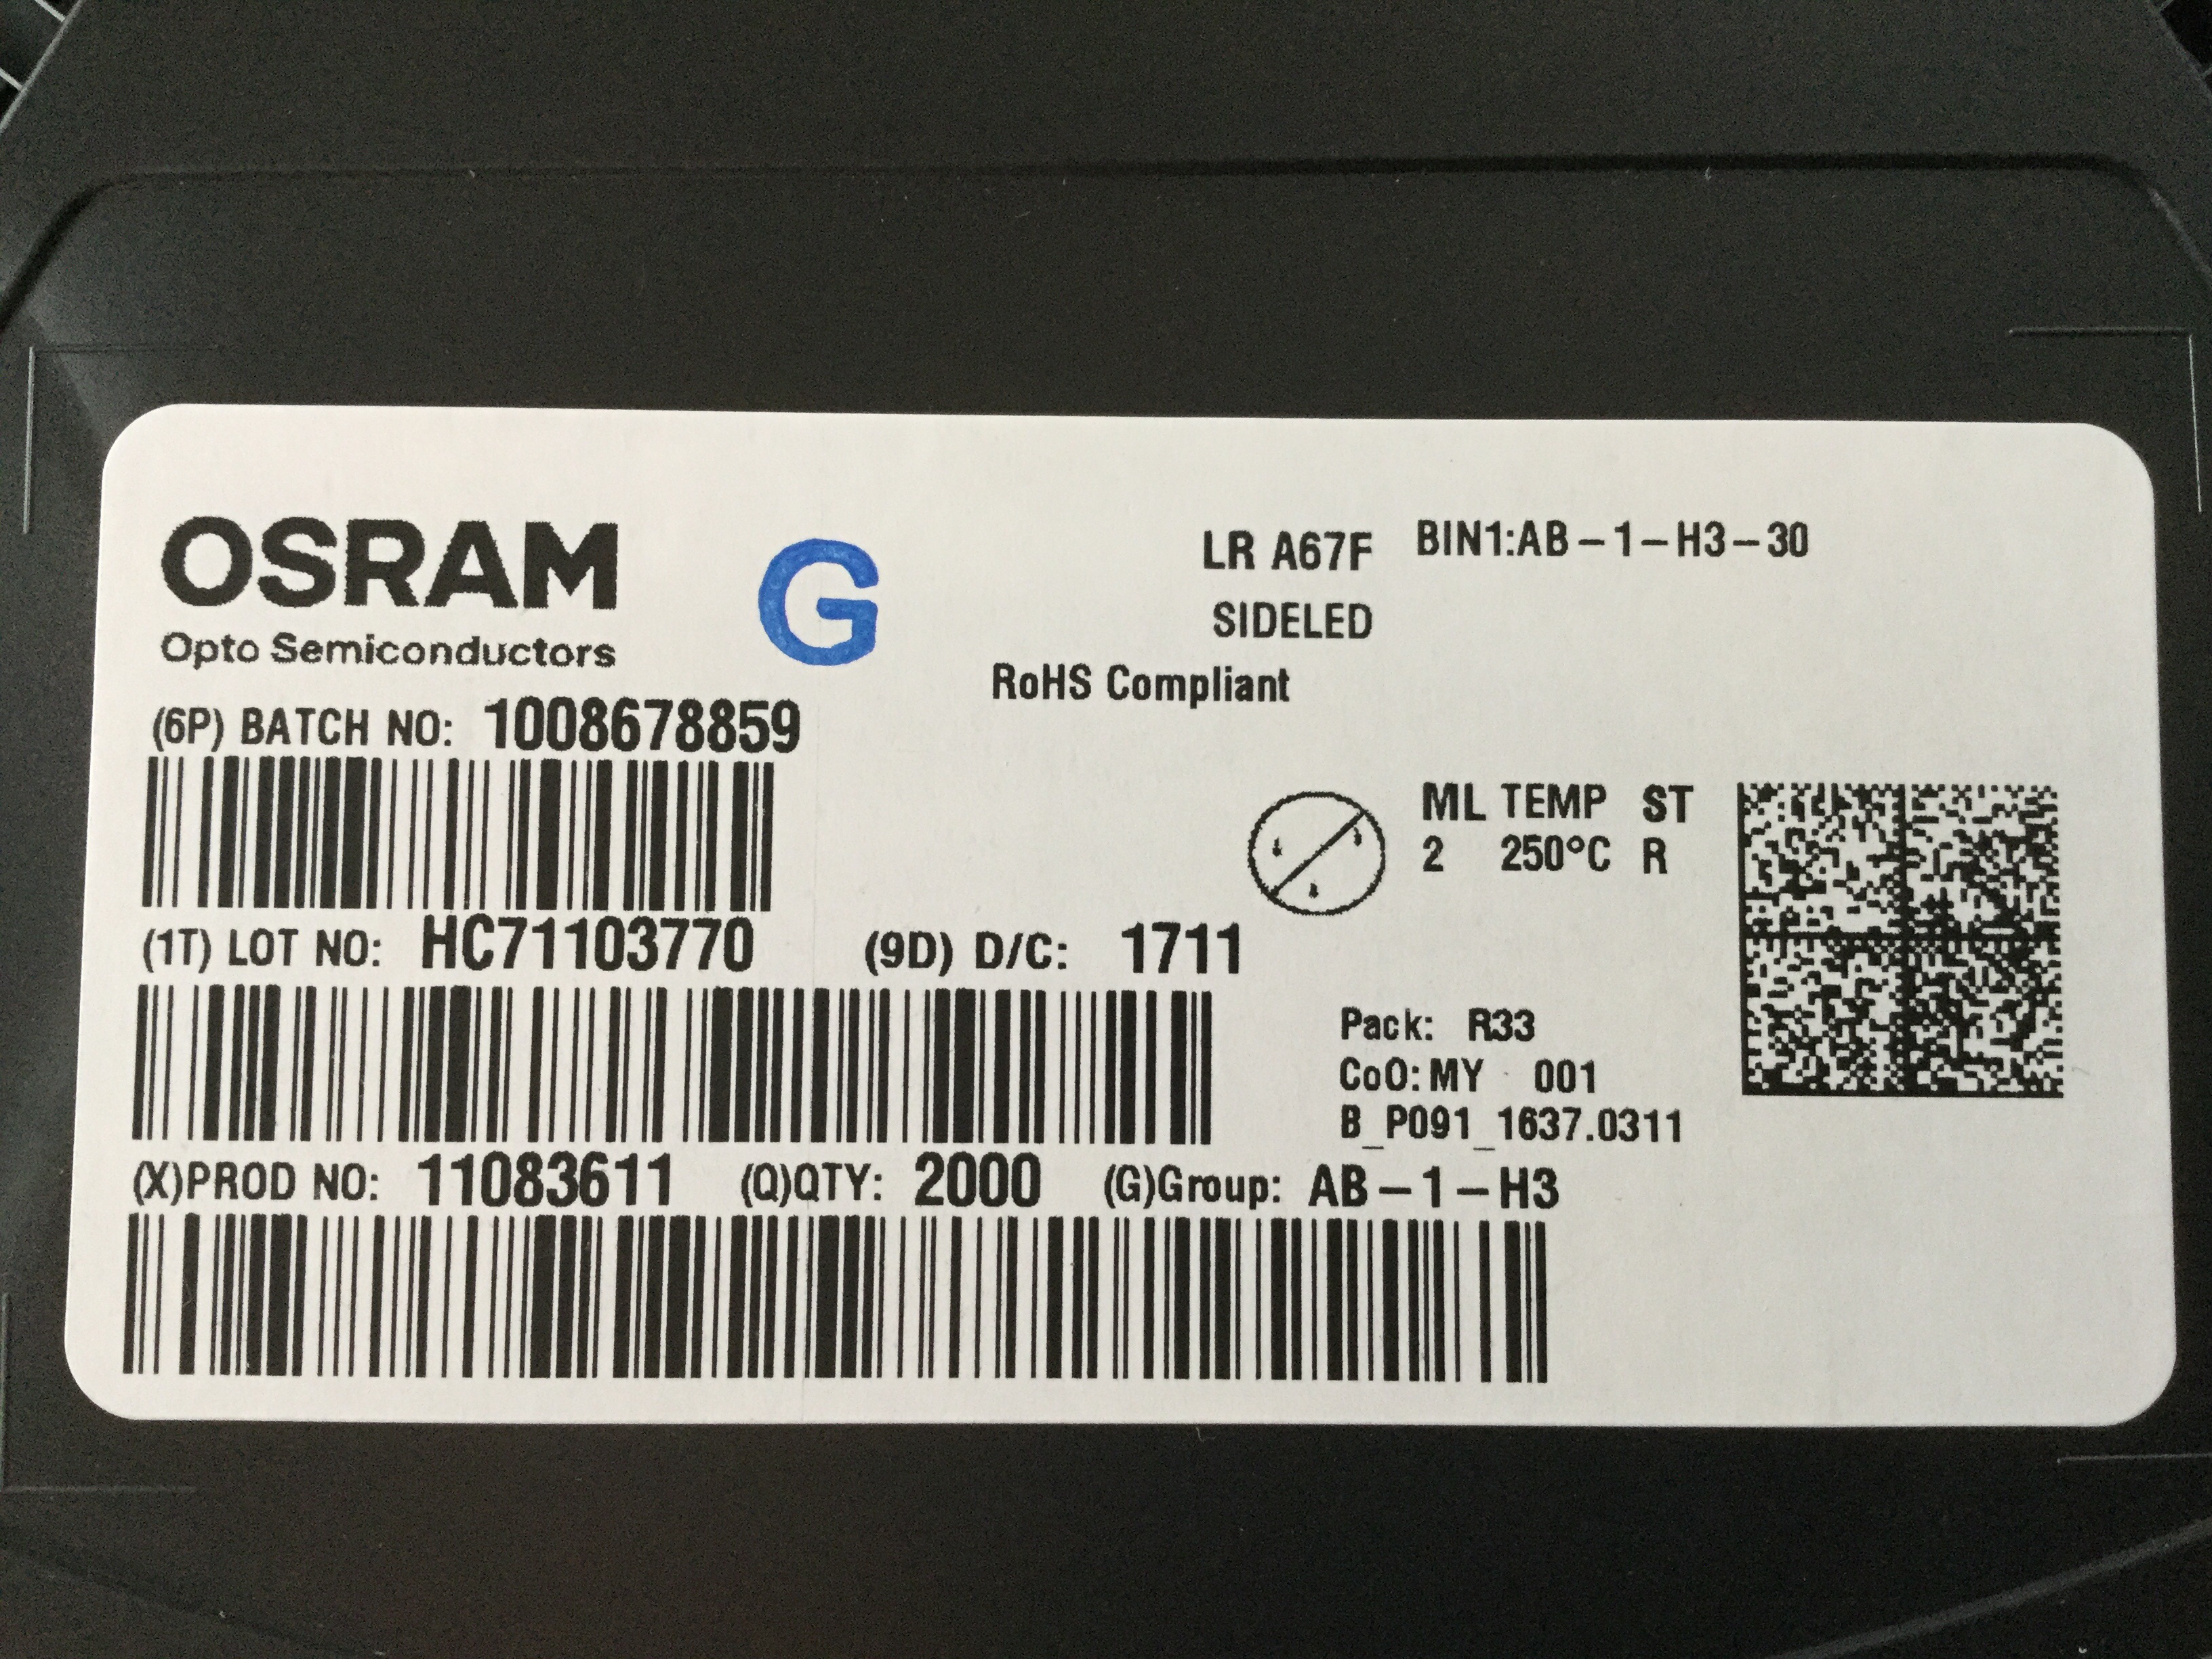 OSRAM
Opto Semiconductors
G
LR A67F
BIN1:AB-1-H3-30
SIDELED
RoHS Compliant
(6P) BATCH NO: 1008678859
ML TEMP ST
2 250°C R
(1T) LOT NO: HC71103770 (9D) D/C: 1711
Pack: R33
CoO: MY 001
B_P091_1637.0311
(X)PROD NO: 11083611 (Q)QTY: 2000 (G)Group: AB-1-H3